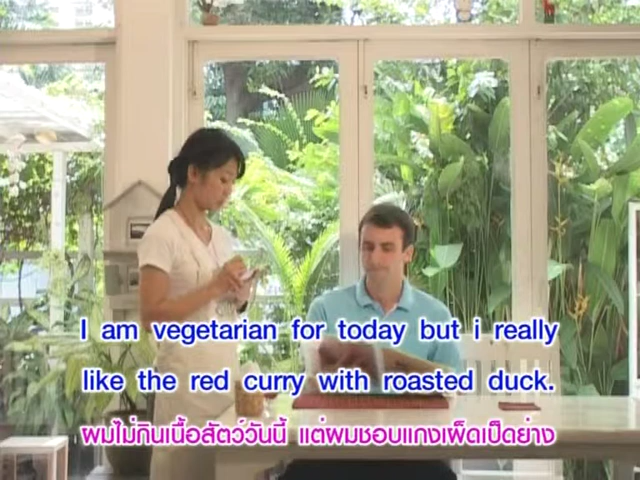 I am vegetarian for today but i really
like the red curry with roasted duck.
ผมไม่กินเนื้อสัตว์วันนี้ แต่ผมชอบแกงเผ็ดเป็ดย่าง